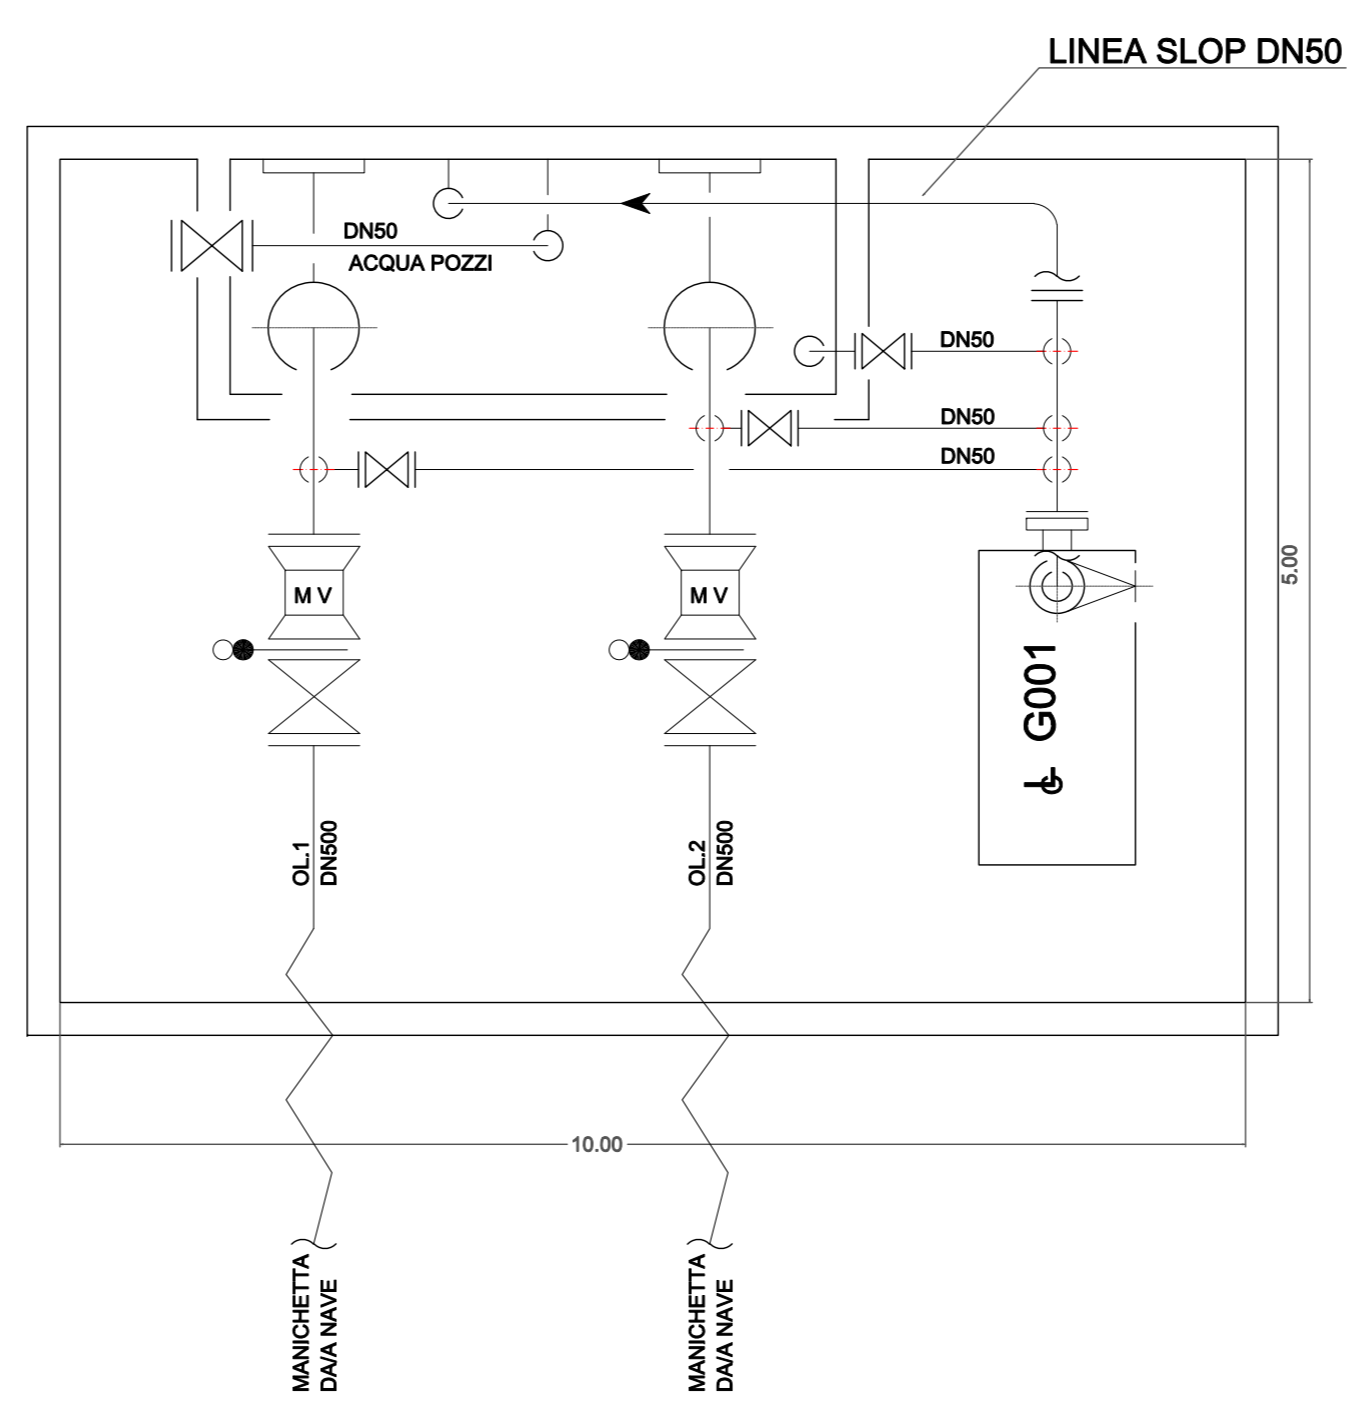 LINEA SLOP DN50
DN50
ACQUA POZZI
DN50
DN50
DN50
5.00
M V
M V
G001
OL.1
DN500
OL.2
DN500
10.00
MANICHETTA
DA/A NAVE
MANICHETTA
DA/A NAVE